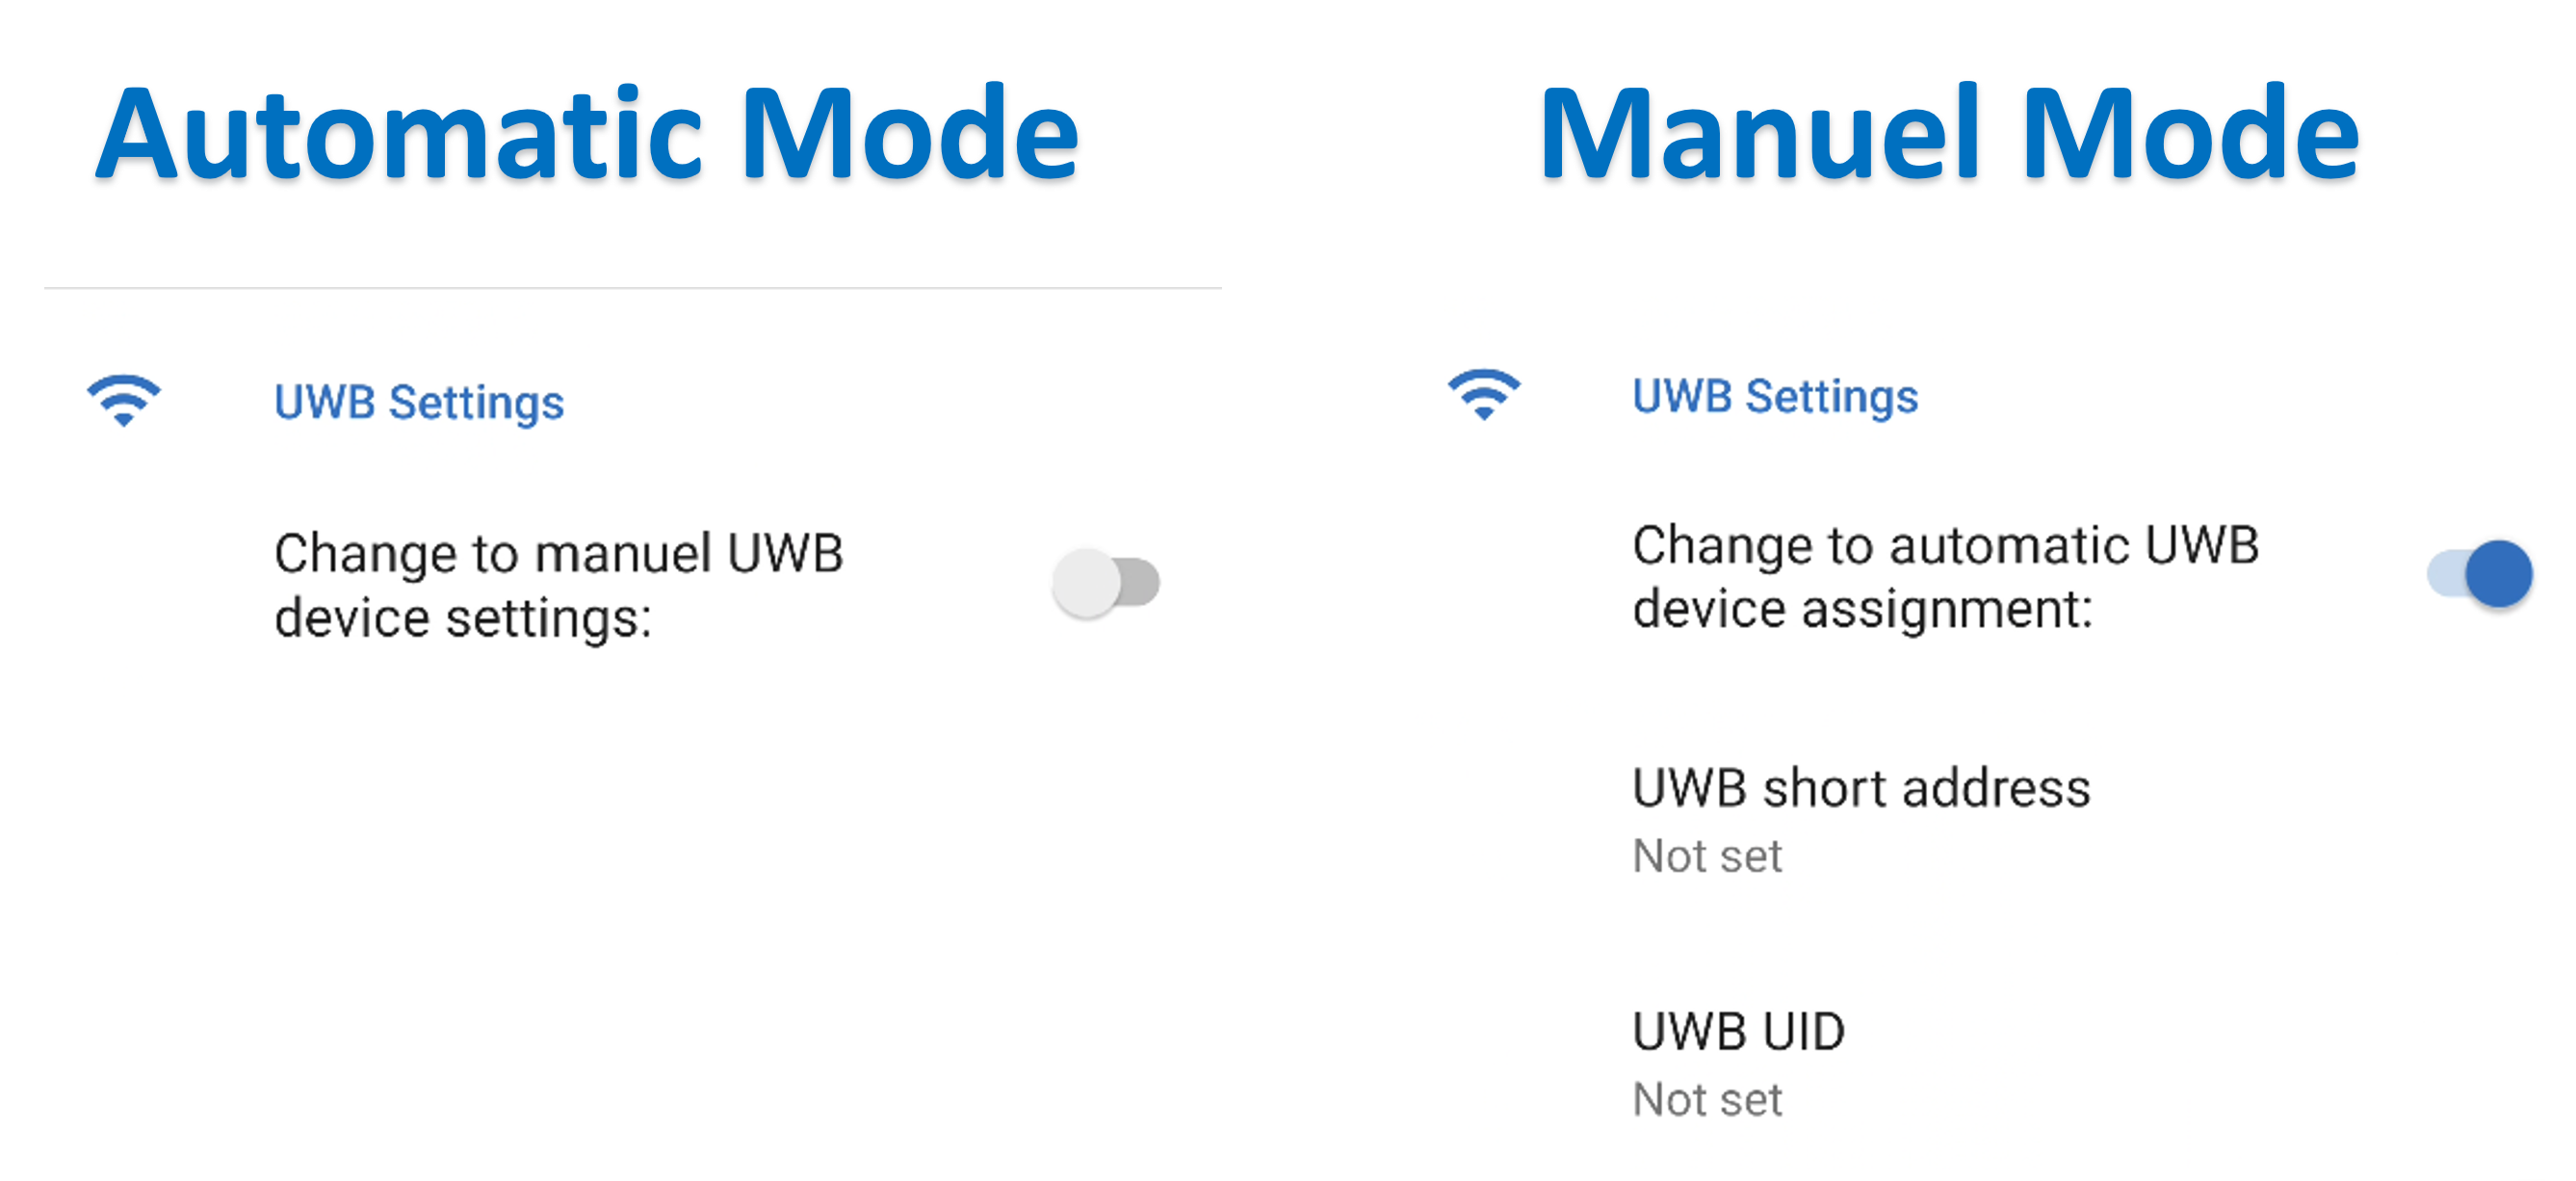 Automatic Mode
UWB Settings
Change to manuel UWB
device settings:
Manuel Mode
UWB Settings
Change to automatic UWB
device assignment:
UWB short address
Not set
UWB UID
Not set